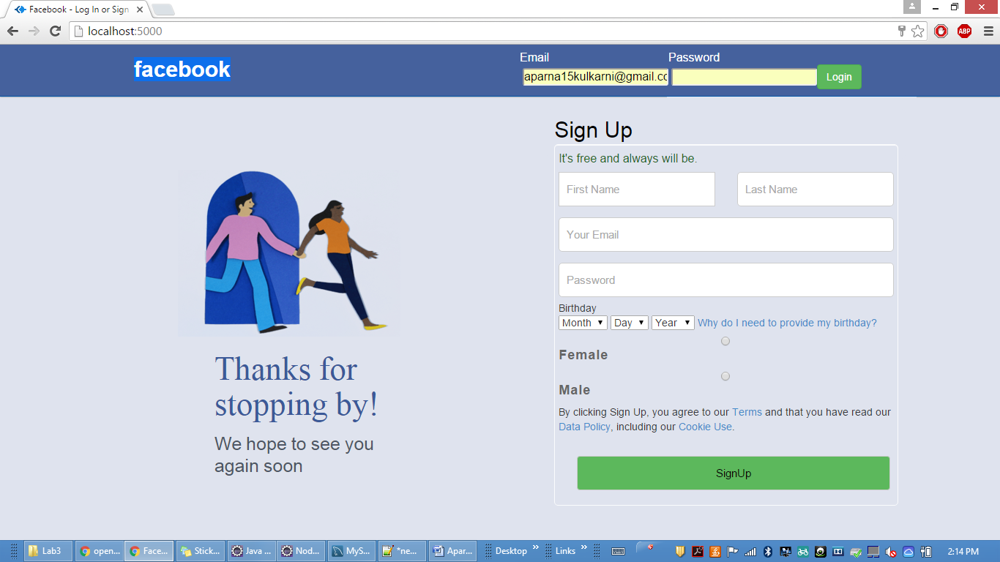 Facebook - Log In or Sign
localhost:5000
ABP
facebook
Email
Password
aparna15kulkarni@gmail.cc
Login
Sign Up
It's free and always will be.
First Name
Last Name
Your Email
Password
Birthday
Month
Day
Year
Why do I need to provide my birthday?
Female
Male
By clicking Sign Up, you agree to our Terms and that you have read our
Data Policy, including our Cookie Use.
SignUp
Thanks for
stopping by!
We hope to see you
again soon
Lab3
open...
Face...
Stick...
Java ...
Nod...
MyS...
*ne...
Apar...
Desktop
Links
2:14 PM